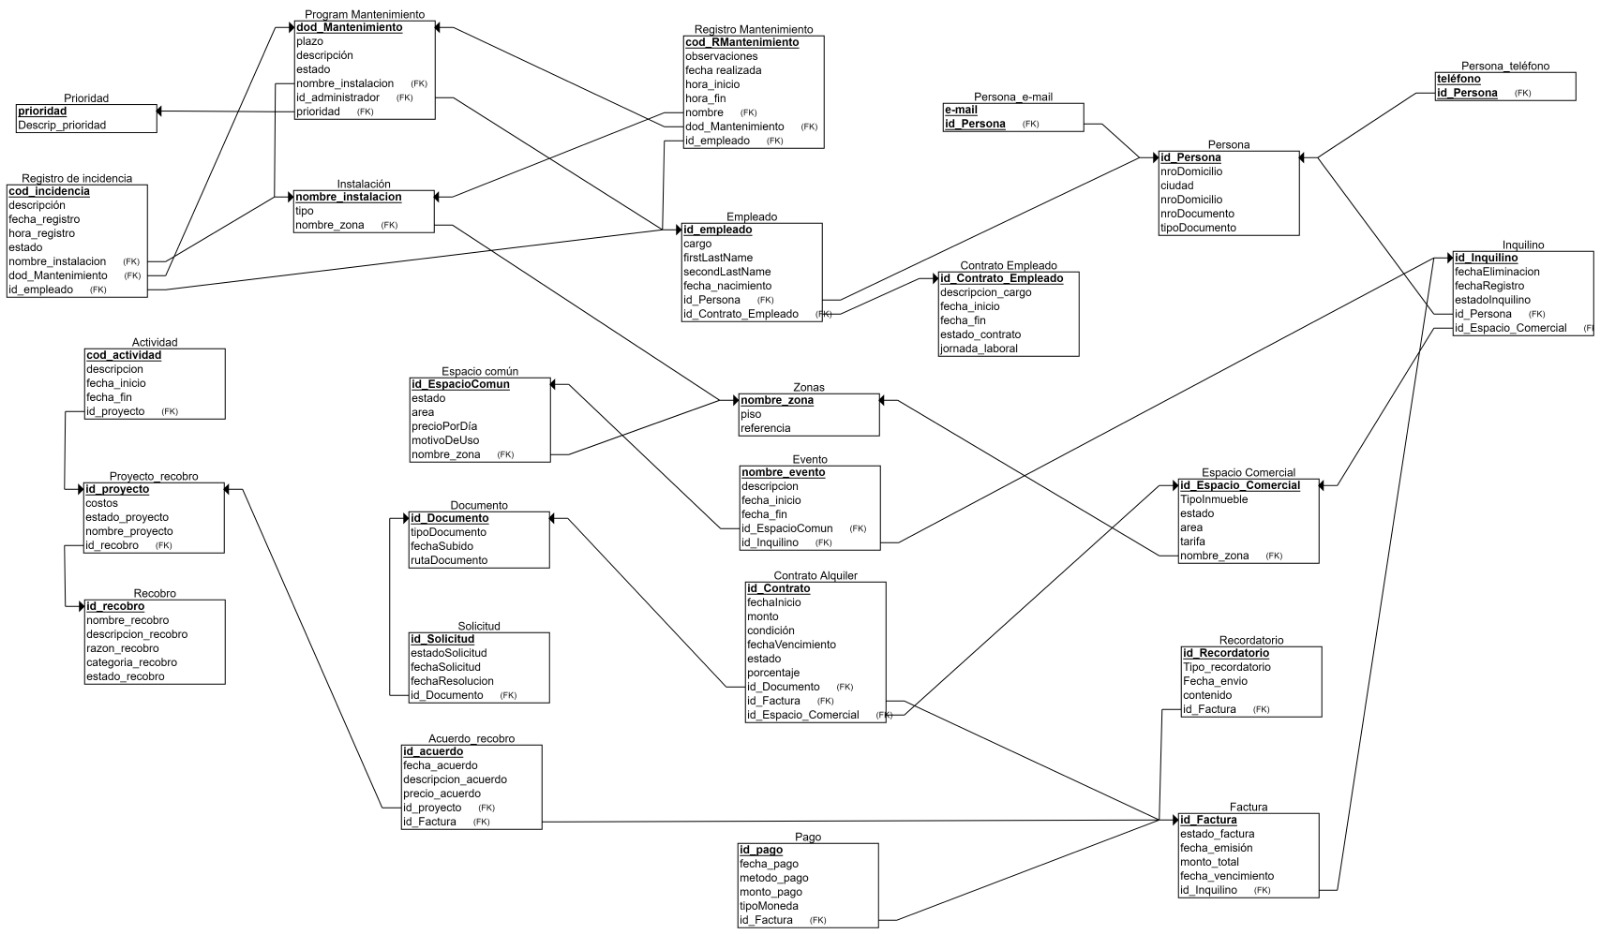 Program Mantenimiento
dod_Mantenimiento
plazo
descripción
estado
nombre_instalacion (FK)
id_administrador (FK)
prioridad (FK)
Registro Mantenimiento
cod_RMantenimiento
observaciones
fecha realizada
hora_inicio
hora_fin
nombre (FK)
dod_Mantenimiento (FK)
id_empleado (FK)
Persona_teléfono
teléfono
id_Persona (FK)
Prioridad
prioridad
Descrip_prioridad
Persona_e-mail
e-mail
id_Persona (FK)
Persona
id_Persona
nroDomicilio
ciudad
nroDomicilio
nroDocumento
tipoDocumento
Registro de incidencia
cod_incidencia
descripción
fecha_registro
hora_registro
estado
nombre_instalacion (FK)
dod_Mantenimiento (FK)
id_empleado (FK)
Instalación
nombre_instalacion
tipo
nombre_zona (FK)
Empleado
id_empleado
cargo
firstLastName
secondLastName
fecha_nacimiento
id_Persona (FK)
id_Contrato_Empleado (FK)
Contrato Empleado
id_Contrato_Empleado
descripcion_cargo
fecha_inicio
fecha_fin
estado_contrato
jornada_laboral
Inquilino
id_Inquilino
fechaEliminacion
fechaRegistro
estadoInquilino
id_Persona (FK)
id_Espacio_Comercial (F
Actividad
cod_actividad
descripcion
fecha_inicio
fecha_fin
id_proyecto (FK)
Espacio común
id_EspacioComun
estado
area
precioPorDía
motivoDeUso
nombre_zona (FK)
Zonas
nombre_zona
piso
referencia
Evento
nombre_evento
descripcion
fecha_inicio
fecha_fin
id_EspacioComun (FK)
id_Inquilino (FK)
Espacio Comercial
id_Espacio_Comercial
TipoInmueble
estado
area
tarifa
nombre_zona (FK)
Proyecto_recobro
id_proyecto
costos
estado_proyecto
nombre_proyecto
id_recobro (FK)
Documento
id_Documento
tipoDocumento
fechaSubido
rutaDocumento
Contrato Alquiler
id_Contrato
fechaInicio
monto
condición
fechaVencimiento
estado
porcentaje
id_Documento (FK)
id_Factura (FK)
id_Espacio_Comercial (FK)
Recobro
id_recobro
nombre_recobro
descripcion_recobro
razon_recobro
categoria_recobro
estado_recobro
Solicitud
id_Solicitud
estadoSolicitud
fechaSolicitud
fechaResolucion
id_Documento (FK)
Recordatorio
id_Recordatorio
Tipo_recordatorio
Fecha_envio
contenido
id_Factura (FK)
Acuerdo_recobro
id_acuerdo
fecha_acuerdo
descripcion_acuerdo
precio_acuerdo
id_proyecto (FK)
id_Factura (FK)
Pago
id_pago
fecha_pago
metodo_pago
monto_pago
tipoMoneda
id_Factura (FK)
Factura
id_Factura
estado_factura
fecha_emisión
monto_total
fecha_vencimiento
id_Inquilino (FK)